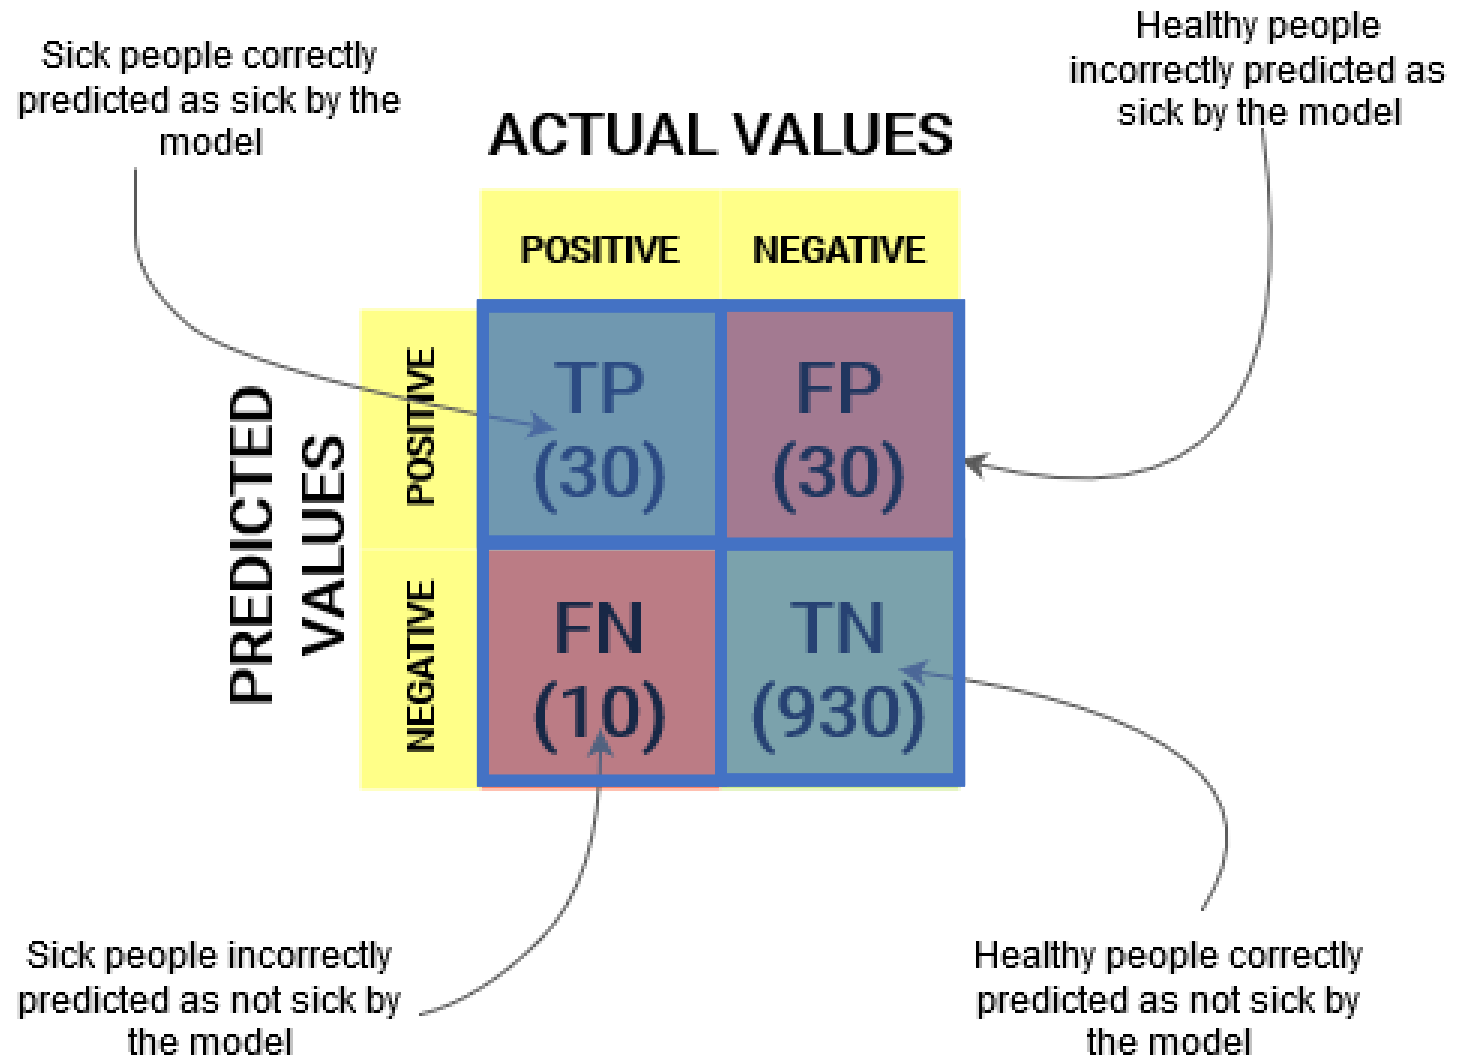 Sick people correctly
predicted as sick by the
model
Healthy people
incorrectly predicted as
sick by the model
ACTUAL VALUES
POSITIVE
NEGATIVE
PREDICTED
VALUES
POSITIVE
NEGATIVE
TP
(30)
FP
(30)
FN
(10)
TN
(930)
Sick people incorrectly
predicted as not sick by
the model
Healthy people correctly
predicted as not sick by
the model